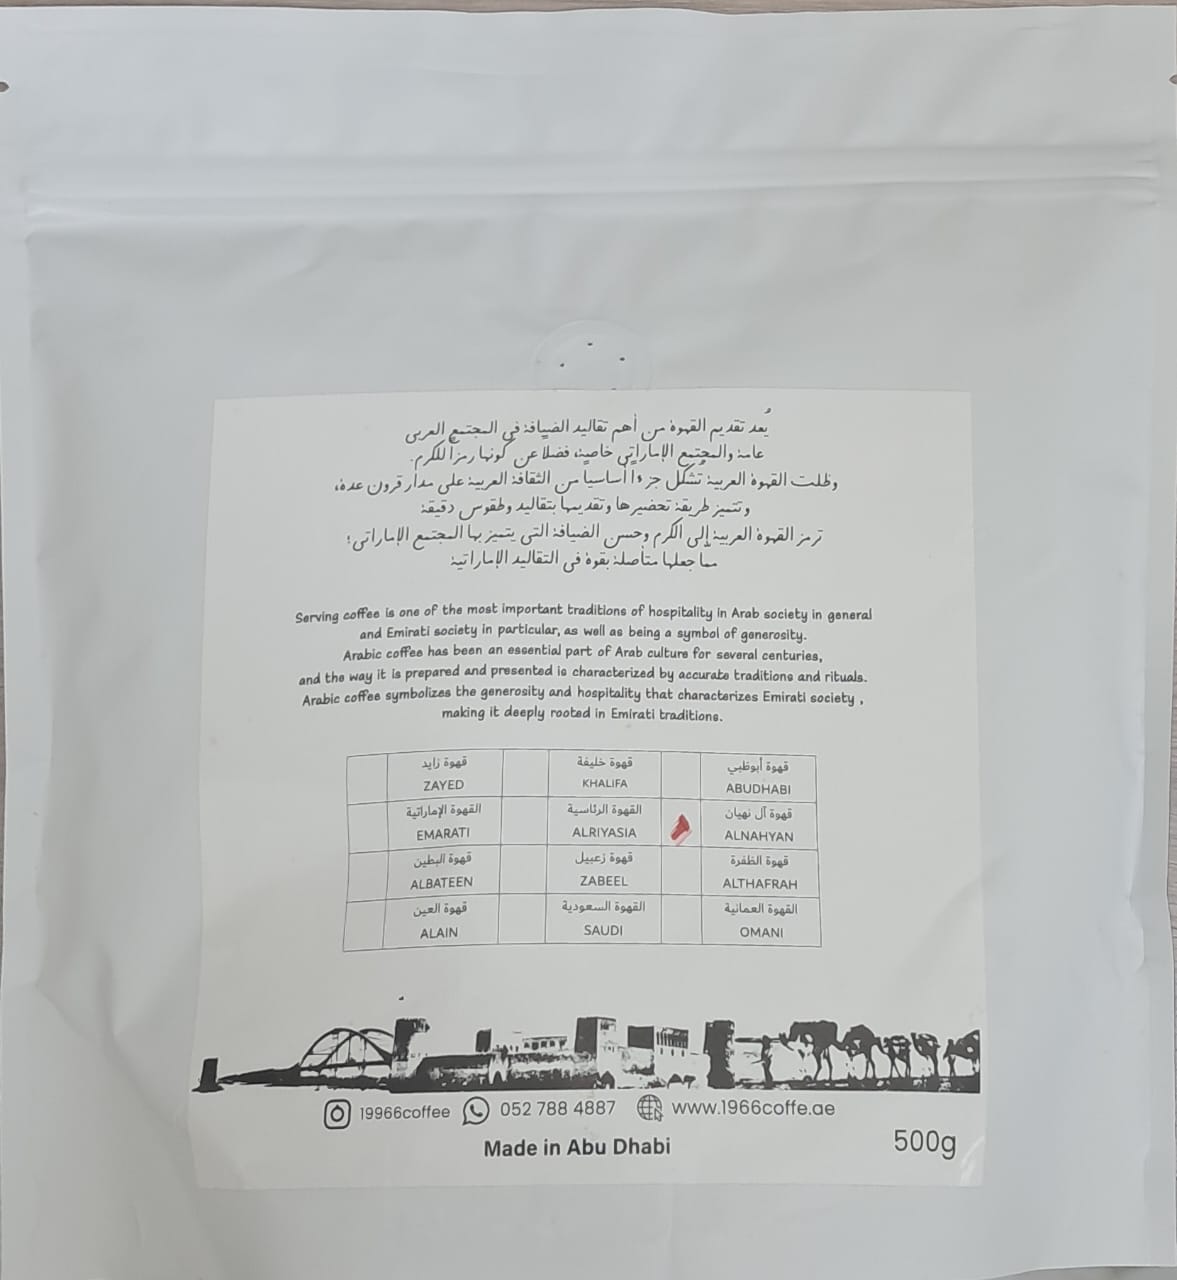 يُعد تقديم القهوة من أهم تقاليد الضيافة في المجتمع العربي
عامة والمجتمع الإماراتي خاصة، فضلاً عن كونها رمزاً للكرم.
وظلت القهوة العربية تُشكل جزءاً أساسياً من الثقافة العربية على مدار قرون عدة،
وتتميز طريقة تحضيرها وتقديمها بتقاليد وطقوس دقيقة
ترمز القهوة العربية إلى الكرم وحسن الضيافة التي يتميز بها المجتمع الإماراتي؛
مما جعلها متأصلة بقوة في التقاليد الإماراتية
Serving coffee is one of the most important traditions of hospitality in Arab society in general
and Emirati society in particular, as well as being a symbol of generosity.
Arabic coffee has been an essential part of Arab culture for several centuries,
and the way it is prepared and presented is characterized by accurate traditions and rituals.
Arabic coffee symbolizes the generosity and hospitality that characterizes Emirati society ,
making it deeply rooted in Emirati traditions.
قهوة زايد قهوة خليفة قهوة أبوظبي
ZAYED KHALIFA ABUDHABI
القهوة الإماراتية القهوة الرئاسية قهوة آل نهيان
EMARATI ALRIYASIA ALNAHYAN
قهوة البطين قهوة زعبيل قهوة الظفرة
ALBATEEN ZABEEL ALTHAFRAH
قهوة العين القهوة السعودية القهوة العمانية
ALAIN SAUDI OMANI
19966coffee 052 788 4887 www.1966coffe.ae
Made in Abu Dhabi 500g